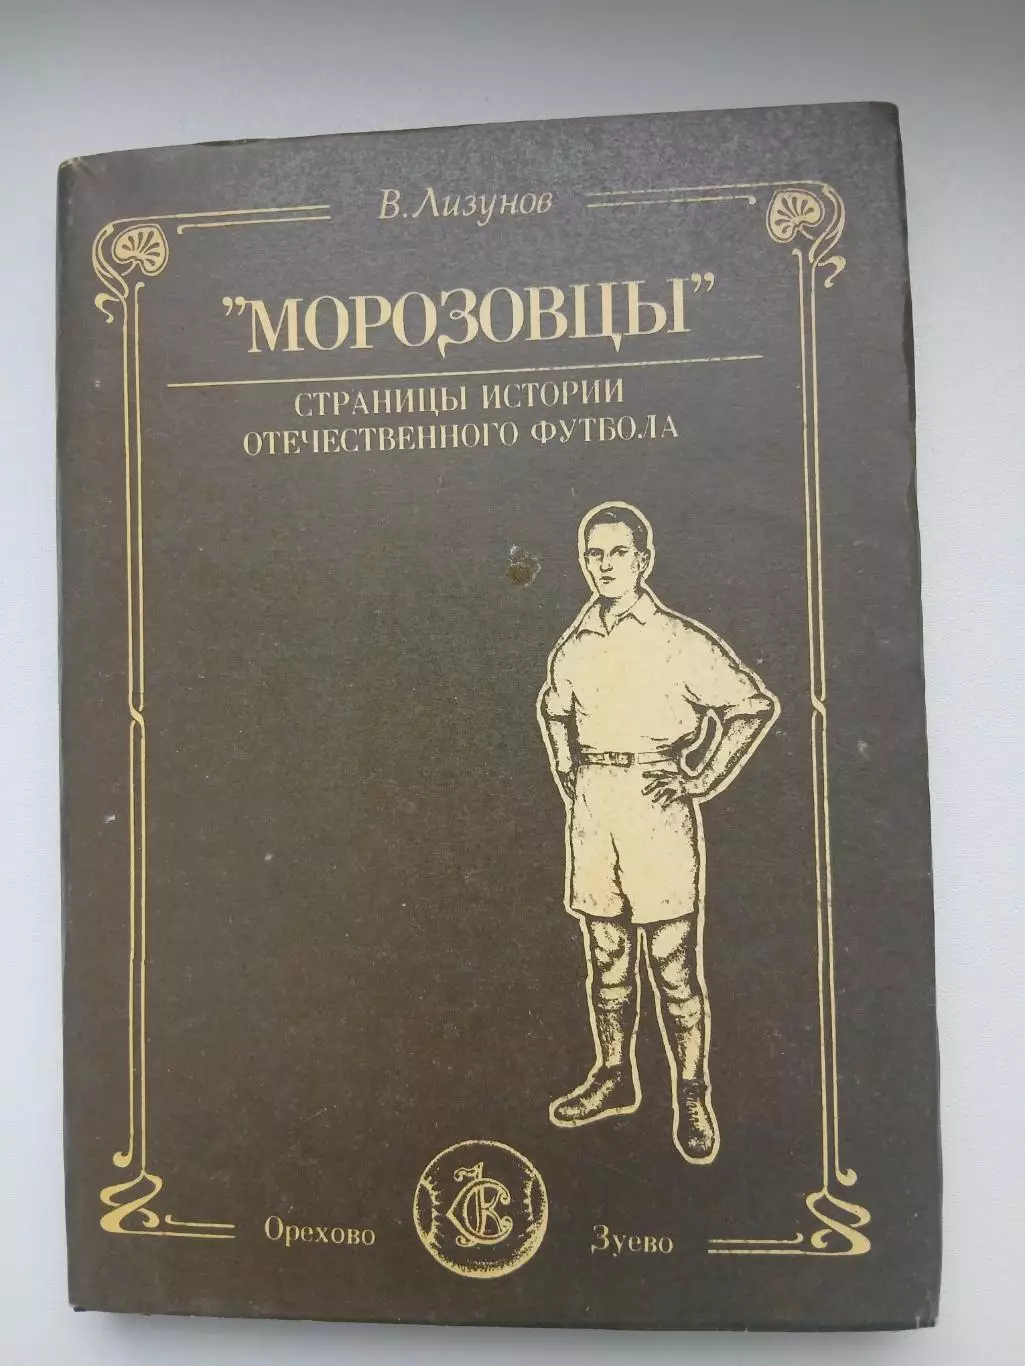 В. Лизунов
"МОРОЗОВЦЫ"
СТРАНИЦЫ ИСТОРИИ
ОТЕЧЕСТВЕННОГО ФУТБОЛА
Орехово Зуево